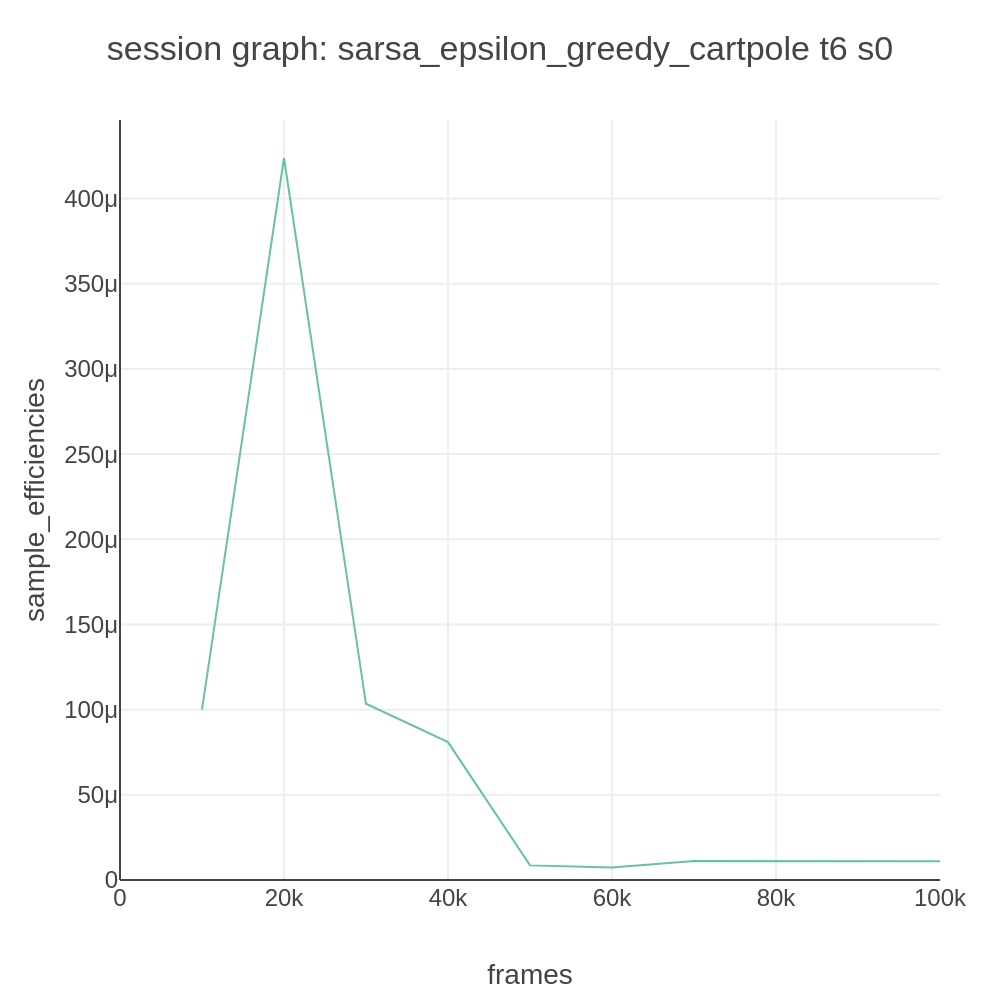 session graph: sarsa_epsilon_greedy_cartpole t6 s0
400μ
350μ
300μ
250μ
200μ
150μ
100μ
50μ
0
sample_efficiencies
0 20k 40k 60k 80k 100k
frames